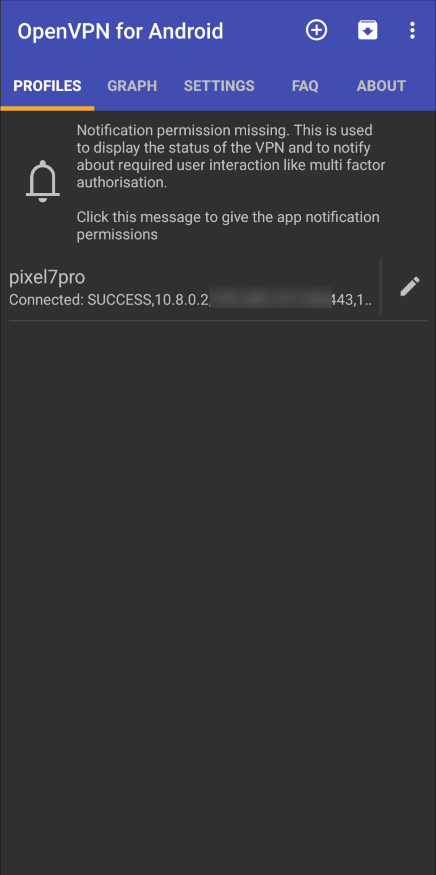 OpenVPN for Android
PROFILES GRAPH SETTINGS FAQ ABOUT
Notification permission missing. This is used
to display the status of the VPN and to notify
about required user interaction like multi factor
authorisation.
Click this message to give the app notification
permissions
pixel7pro
Connected: SUCCESS,10.8.0.2, 443,1..